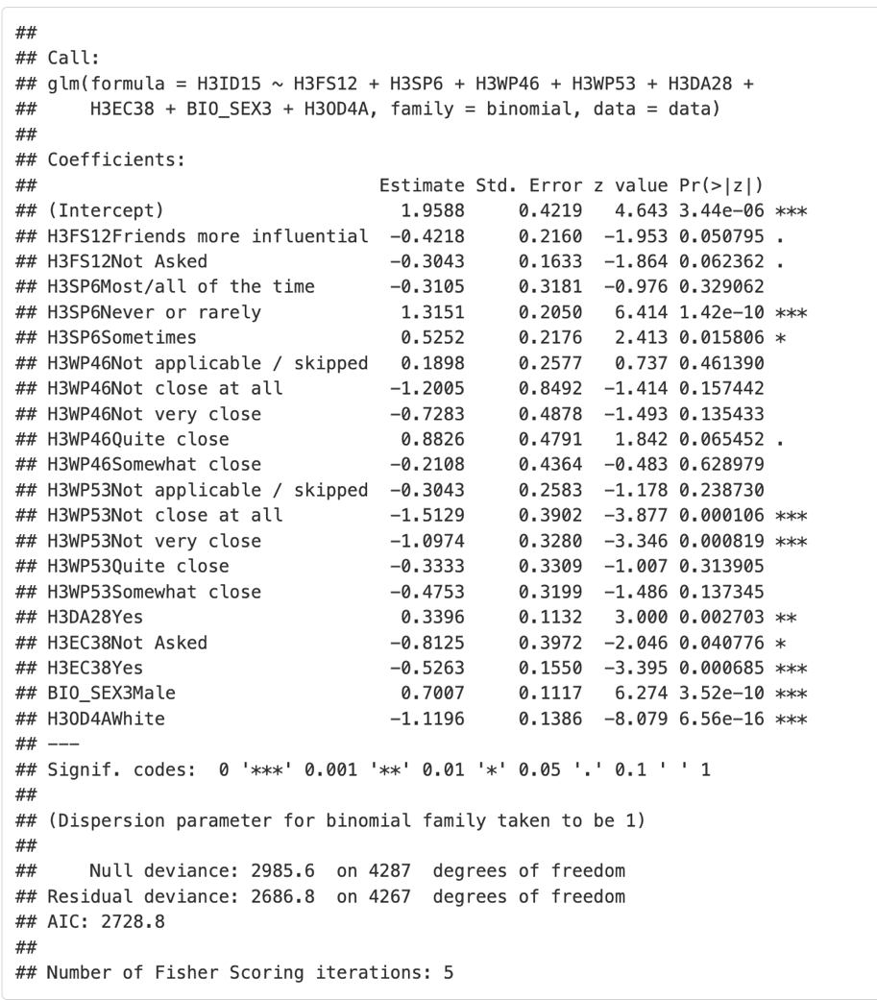 ##
## Call:
## glm(formula = H3ID15 ~ H3FS12 + H3SP6 + H3WP46 + H3WP53 + H3DA28 +
##     H3EC38 + BIO_SEX3 + H3OD4A, family = binomial, data = data)
##
## Coefficients:
##                                Estimate Std. Error z value Pr(>|z|)
## (Intercept)                      1.9588     0.4219   4.643 3.44e-06 ***
## H3FS12Friends more influential  -0.4218     0.2160  -1.953 0.050795 .
## H3FS12Not Asked                 -0.3043     0.1633  -1.864 0.062362 .
## H3SP6Most/all of the time       -0.3105     0.3181  -0.976 0.329062
## H3SP6Never or rarely             1.3151     0.2050   6.414 1.42e-10 ***
## H3SP6Sometimes                   0.5252     0.2176   2.413 0.015806 *
## H3WP46Not applicable / skipped   0.1898     0.2577   0.737 0.461390
## H3WP46Not close at all          -1.2005     0.8492  -1.414 0.157442
## H3WP46Not very close            -0.7283     0.4878  -1.493 0.135433
## H3WP46Quite close                0.8826     0.4791   1.842 0.065452 .
## H3WP46Somewhat close            -0.2108     0.4364  -0.483 0.628979
## H3WP53Not applicable / skipped  -0.3043     0.2583  -1.178 0.238730
## H3WP53Not close at all          -1.5129     0.3902  -3.877 0.000106 ***
## H3WP53Not very close            -1.0974     0.3280  -3.346 0.000819 ***
## H3WP53Quite close               -0.3333     0.3309  -1.007 0.313905
## H3WP53Somewhat close            -0.4753     0.3199  -1.486 0.137345
## H3DA28Yes                        0.3396     0.1132   3.000 0.002703 **
## H3EC38Not Asked                 -0.8125     0.3972  -2.046 0.040776 *
## H3EC38Yes                       -0.5263     0.1550  -3.395 0.000685 ***
## BIO_SEX3Male                     0.7007     0.1117   6.274 3.52e-10 ***
## H3OD4AWhite                     -1.1196     0.1386  -8.079 6.56e-16 ***
## ---
## Signif. codes:  0 '***' 0.001 '**' 0.01 '*' 0.05 '.' 0.1 ' ' 1
##
## (Dispersion parameter for binomial family taken to be 1)
##
##     Null deviance: 2985.6  on 4287  degrees of freedom
## Residual deviance: 2686.8  on 4267  degrees of freedom
## AIC: 2728.8
##
## Number of Fisher Scoring iterations: 5